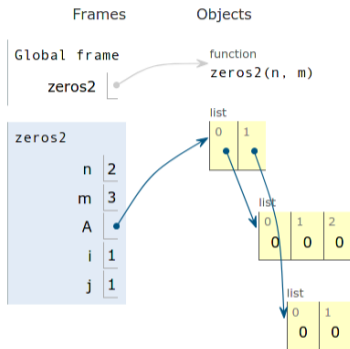 Frames Objects
Global frame
zeros2
function
zeros2(n, m)
list
0 1
zeros2
n 2
m 3
A
i 1
j 1
list
0 1 2
0 0 0
list
0 1
0 0